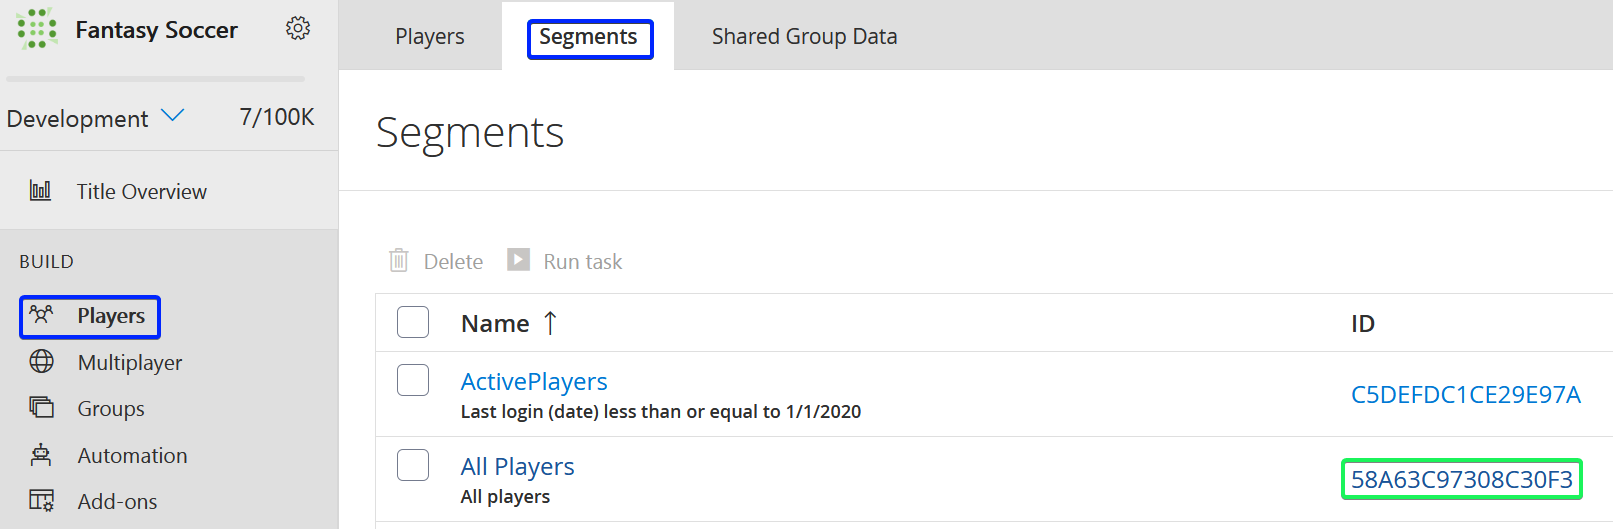 Fantasy Soccer
Development 7/100K
Title Overview
BUILD
Players
Multiplayer
Groups
Automation
Add-ons
Players Segments Shared Group Data
Segments
Delete Run task
Name ↑ ID
ActivePlayers
Last login (date) less than or equal to 1/1/2020
C5DEFDC1CE29E97A
All Players
All players
58A63C97308C30F3